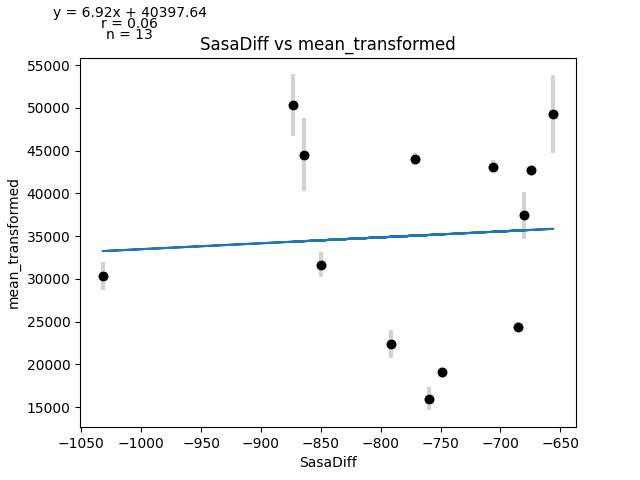 y = 6.92x + 40397.64
r = 0.06
n = 13
SasaDiff vs mean_transformed
55000
50000
45000
40000
35000
30000
25000
20000
15000
mean_transformed
−1050 −1000 −950 −900 −850 −800 −750 −700 −650
SasaDiff